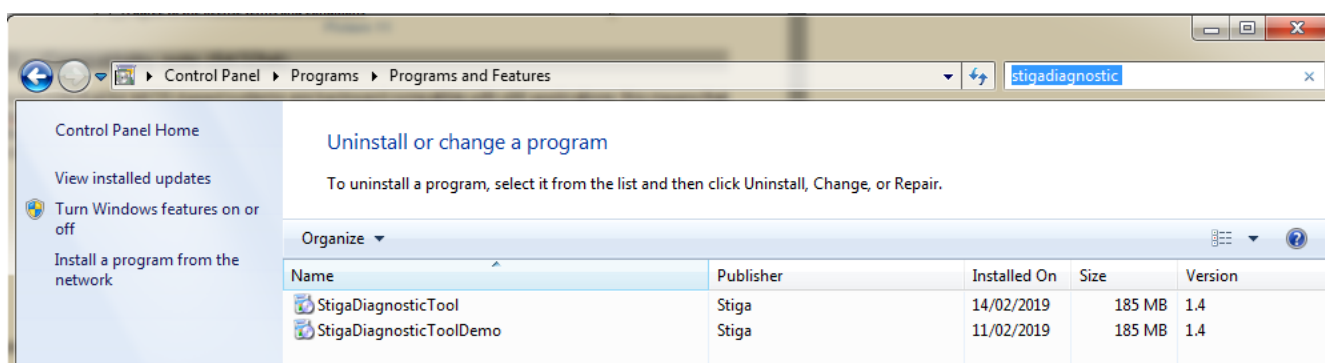 Control Panel ▸ Programs ▸ Programs and Features
stigadiagnostic
Control Panel Home
View installed updates
Turn Windows features on or
off
Install a program from the
network
Uninstall or change a program
To uninstall a program, select it from the list and then click Uninstall, Change, or Repair.
Organize
Name Publisher Installed On Size Version
StigaDiagnosticTool Stiga 14/02/2019 185 MB 1.4
StigaDiagnosticToolDemo Stiga 11/02/2019 185 MB 1.4